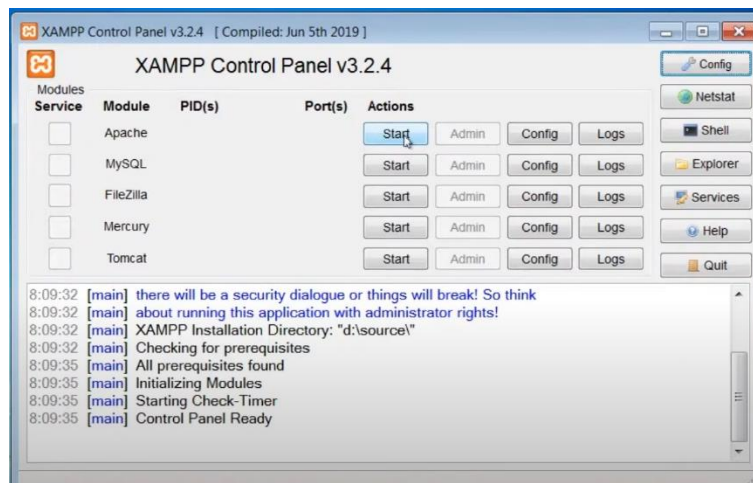 XAMPP Control Panel v3.2.4 [ Compiled: Jun 5th 2019 ]
XAMPP Control Panel v3.2.4
Config
Modules
Service Module PID(s) Port(s) Actions
Netstat
Apache Start Admin Config Logs
Shell
MySQL Start Admin Config Logs
Explorer
FileZilla Start Admin Config Logs
Services
Mercury Start Admin Config Logs
Help
Tomcat Start Admin Config Logs
Quit
8:09:32 [main] there will be a security dialogue or things will break! So think
8:09:32 [main] about running this application with administrator rights!
8:09:32 [main] XAMPP Installation Directory: "d:\source\"
8:09:32 [main] Checking for prerequisites
8:09:35 [main] All prerequisites found
8:09:35 [main] Initializing Modules
8:09:35 [main] Starting Check-Timer
8:09:35 [main] Control Panel Ready